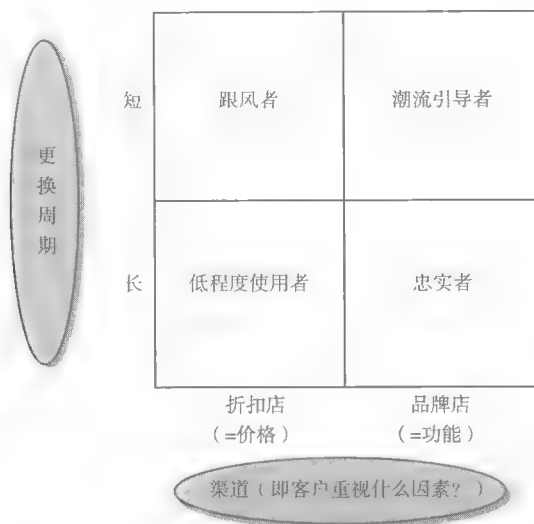 短
跟风者
潮流引导者
更
换
周
期
长
低程度使用者
忠实者
折扣店
品牌店
（=价格）
（=功能）
渠道（即客户重视什么因素？）